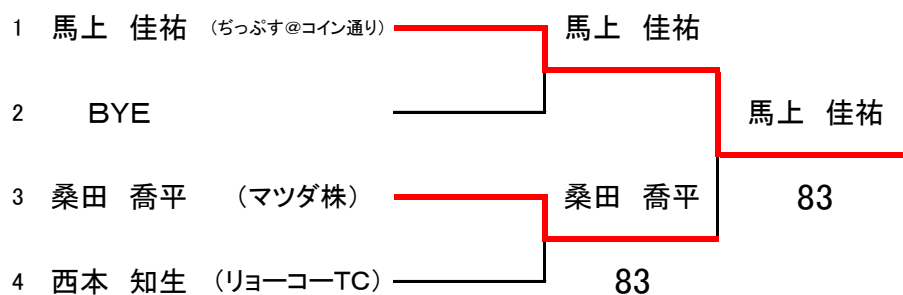 1 馬上 佳祐 (ぢっぷす＠コイン通り) 馬上 佳祐
2 BYE 馬上 佳祐
3 桑田 喬平 (マツダ株) 桑田 喬平 83
4 西本 知生 (リョーコーTC) 83